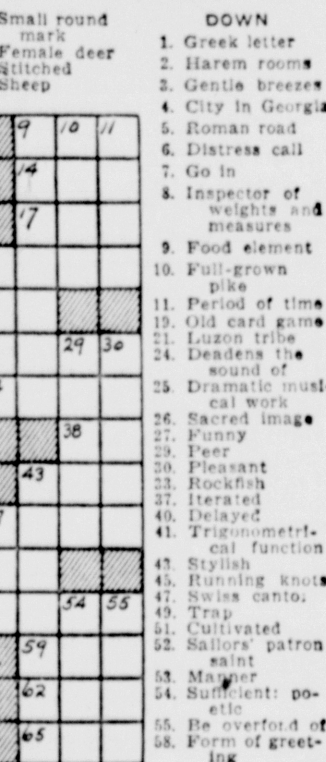 Small round
mark
Female deer
Stitched
Sheep
9 10 11
14
17
29 30
38
43
54 55
59
62
65
DOWN
1. Greek letter
2. Harem rooms
3. Gentle breezes
4. City in Georgia
5. Roman road
6. Distress call
7. Go in
8. Inspector of
weights and
measures
9. Food element
10. Full-grown
pike
11. Period of time
19. Old card game
21. Luzon tribe
24. Deadens the
sound of
25. Dramatic musi-
cal work
26. Sacred image
27. Funny
29. Peer
30. Pleasant
33. Rockfish
37. Iterated
40. Delayed
41. Trigonometri-
cal function
43. Stylish
45. Running knots
47. Swiss canton
49. Trap
51. Cultivated
52. Sailors' patron
saint
53. Manner
54. Sufficient: po-
etic
55. Be overfond of
58. Form of greet-
ing